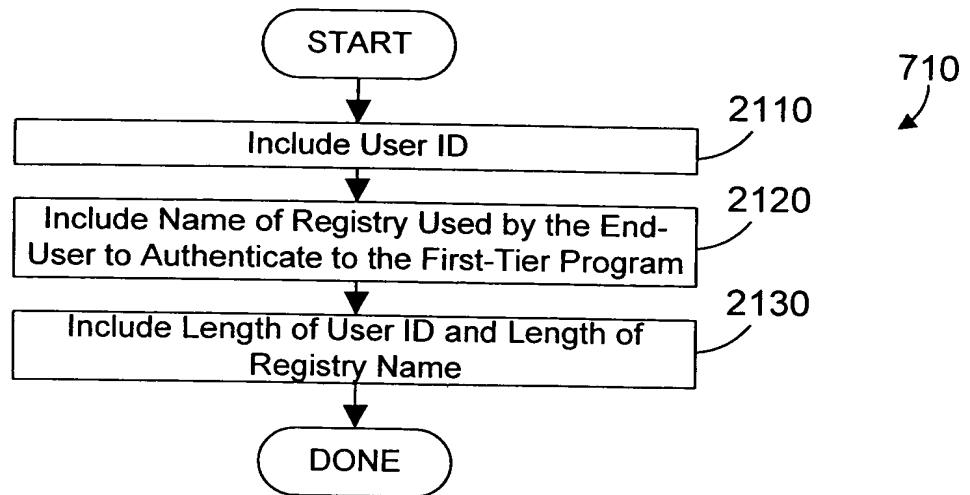 START
710
2110
Include User ID
2120
Include Name of Registry Used by the End-
User to Authenticate to the First-Tier Program
2130
Include Length of User ID and Length of
Registry Name
DONE